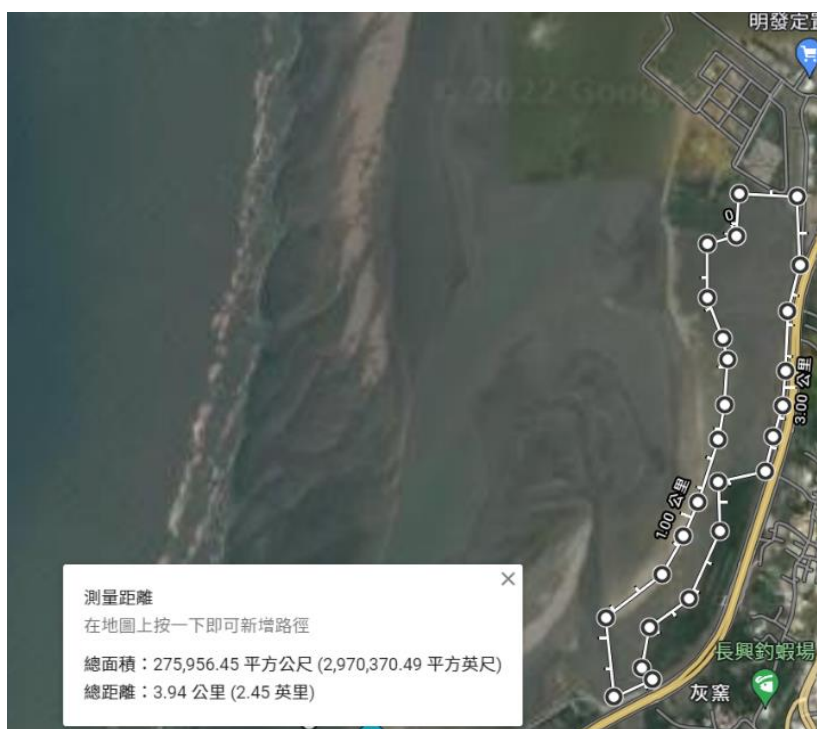 明發定置
© 2022 Google
0
3.00 公里
1.00 公里
測量距離
在地圖上按一下即可新增路徑
總面積：275,956.45 平方公尺 (2,970,370.49 平方英尺)
總距離：3.94 公里 (2.45 英里)
長興釣蝦場
灰窯